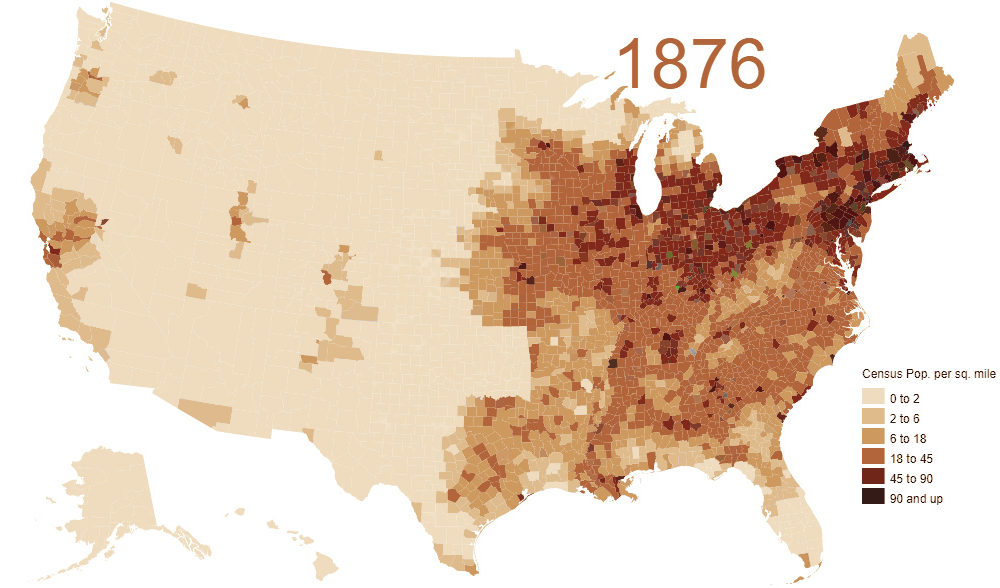 1876
Census Pop. per sq. mile
0 to 2
2 to 6
6 to 18
18 to 45
45 to 90
90 and up